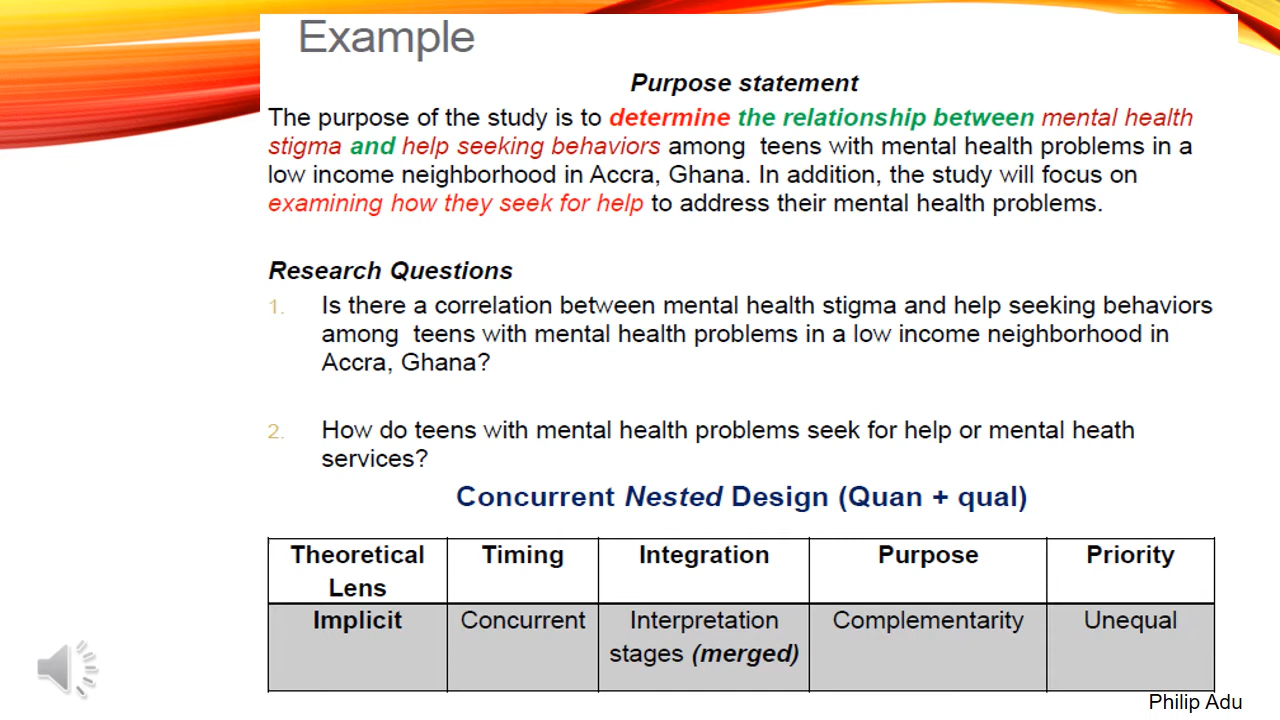 Example
Purpose statement
The purpose of the study is to determine the relationship between mental health
stigma and help seeking behaviors among teens with mental health problems in a
low income neighborhood in Accra, Ghana. In addition, the study will focus on
examining how they seek for help to address their mental health problems.
Research Questions
1. Is there a correlation between mental health stigma and help seeking behaviors
among teens with mental health problems in a low income neighborhood in
Accra, Ghana?
2. How do teens with mental health problems seek for help or mental heath
services?
Concurrent Nested Design (Quan + qual)
Theoretical Lens
Timing
Integration
Purpose
Priority
Implicit
Concurrent
Interpretation
stages (merged)
Complementarity
Unequal
Philip Adu